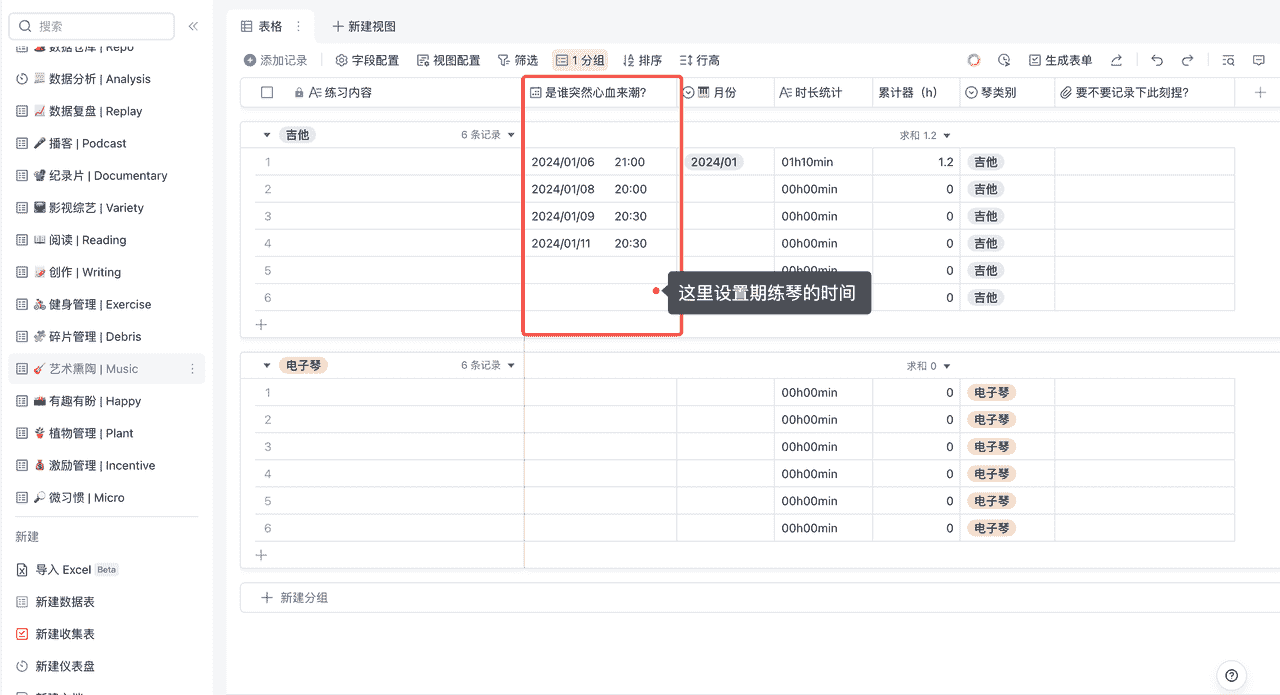 搜索
数据仓库 | Repo
数据分析 | Analysis
数据复盘 | Replay
播客 | Podcast
纪录片 | Documentary
影视综艺 | Variety
阅读 | Reading
创作 | Writing
健身管理 | Exercise
碎片管理 | Debris
艺术熏陶 | Music
有趣有盼 | Happy
植物管理 | Plant
激励管理 | Incentive
微习惯 | Micro
新建
导入 Excel Beta
新建数据表
新建收集表
新建仪表盘
表格 新建视图
添加记录 字段配置 视图配置 筛选 1 分组 排序 行高 生成表单
练习内容 是谁突然心血来潮? 月份 时长统计 累计器（h） 琴类别 要不要记录下此刻捏?
吉他 6 条记录 求和 1.2
1 2024/01/06 21:00 2024/01 01h10min 1.2 吉他
2 2024/01/08 20:00 00h00min 0 吉他
3 2024/01/09 20:30 00h00min 0 吉他
4 2024/01/11 20:30 00h00min 0 吉他
5 00h00min 0 吉他
6 0 吉他
这里设置期练琴的时间
电子琴 6 条记录 求和 0
1 00h00min 0 电子琴
2 00h00min 0 电子琴
3 00h00min 0 电子琴
4 00h00min 0 电子琴
5 00h00min 0 电子琴
6 00h00min 0 电子琴
新建分组